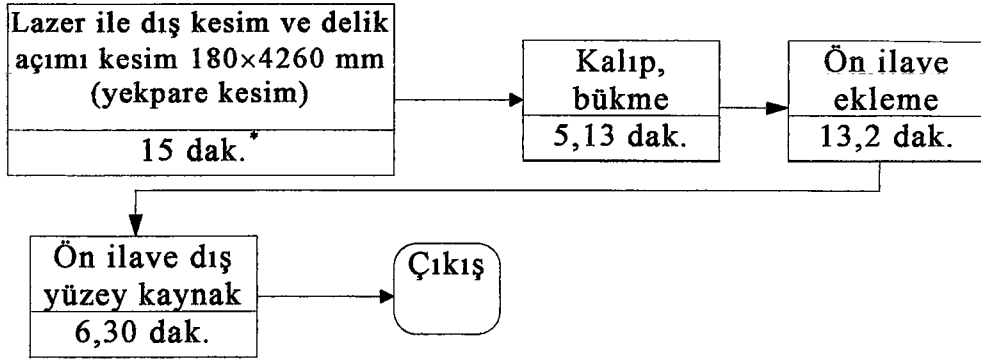 Lazer ile dış kesim ve delik
açımı kesim 180×4260 mm
(yekpare kesim)
15 dak.*
Kalıp,
bükme
5,13 dak.
Ön ilave
ekleme
13,2 dak.
Ön ilave dış
yüzey kaynak
6,30 dak.
Çıkış